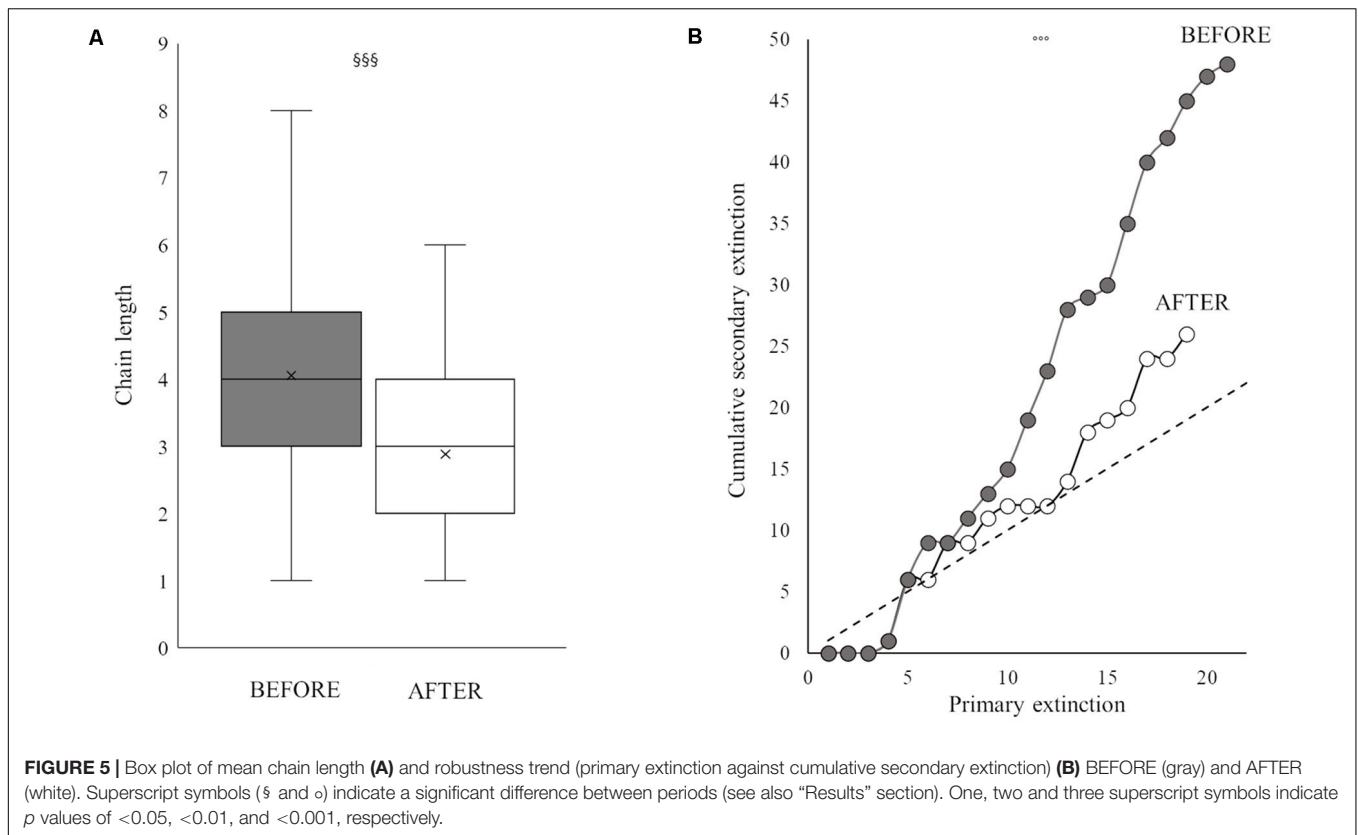 A
9
§§§
8
7
6
5
4
3
2
1
0
Chain length
BEFORE AFTER
B
50
°°°
BEFORE
45
40
35
30
25
20
15
10
5
0
AFTER
Cumulative secondary extinction
0 5 10 15 20
Primary extinction
FIGURE 5 | Box plot of mean chain length (A) and robustness trend (primary extinction against cumulative secondary extinction) (B) BEFORE (gray) and AFTER
(white). Superscript symbols (§ and o) indicate a significant difference between periods (see also “Results” section). One, two and three superscript symbols indicate
p values of <0.05, <0.01, and <0.001, respectively.